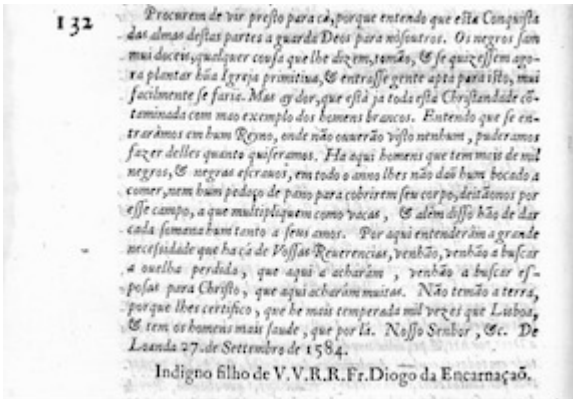 132
Procurem de vir presto para cà, porque entendo que esta Conquista
das almas destas partes a guarda Deos para nósoutros. Os negros sam
mui doceis, qualquer cousa que lhe dizem, tomão, & se quizessem ago-
ra plantar hũa Igreja primitiva, & entrasse gente apta para isto, mui
facilmente se faria. Mas ay dor, que està ja toda esta Christandade cõ-
taminada com mao exemplo dos homens brancos. Entendo que se en-
traràmos em hum Reyno, onde não ouverão visto nenhum, puderamos
fazer delles quanto quiseramos. Ha aqui homens que tem mais de mil
negros, & negras escravos, em todo o anno lhes não daõ hum bocado a
comer, nem hum pedaço de pano para cobrirem seu corpo, deitãonos por
esse campo, a que multipliquem como vacas, & alèm disso hão de dar
cada somana hum tanto a seus amos. Por aqui entenderàm a grande
necessidade que ha cà de Vossas Reuerencias, venhão, venhão a buscar
a ouelha perdida, que aqui a acharàm, venhão a buscar es-
posas para Christo, que aqui acharàm muitas. Não temão a terra,
porque lhes certifico, que he mais temperada mil vezes que Lisboa,
& tem os homens mais saude, que por là. Nosso Senhor, &c. De
Loanda 27. de Settembro de 1584.
Indigno filho de V.V.R.R. Fr. Diogo da Encarnaçaõ.